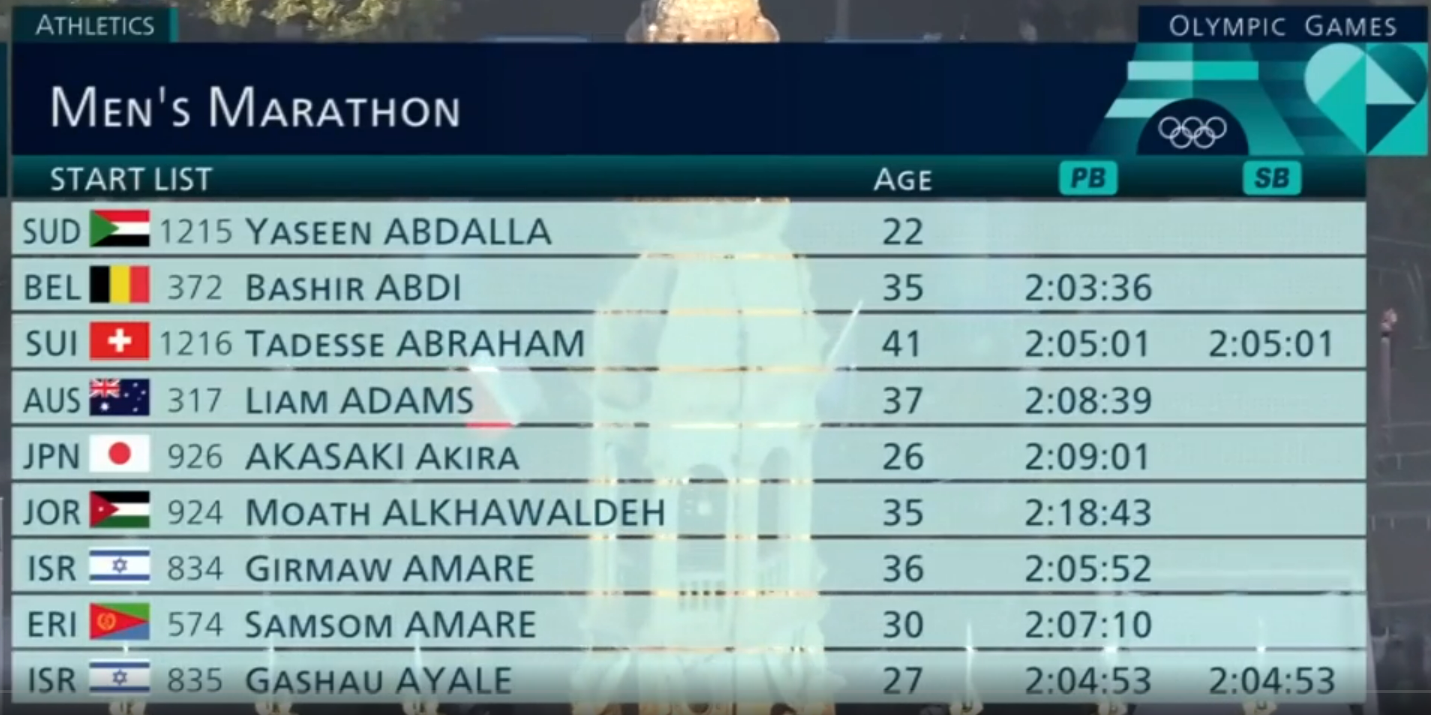 ATHLETICS
OLYMPIC GAMES
MEN'S MARATHON
START LIST AGE PB SB
SUD 1215 YASEEN ABDALLA 22
BEL 372 BASHIR ABDI 35 2:03:36
SUI 1216 TADESSE ABRAHAM 41 2:05:01 2:05:01
AUS 317 LIAM ADAMS 37 2:08:39
JPN 926 AKASAKI AKIRA 26 2:09:01
JOR 924 MOATH ALKHAWALDEH 35 2:18:43
ISR 834 GIRMAW AMARE 36 2:05:52
ERI 574 SAMSOM AMARE 30 2:07:10
ISR 835 GASHAU AYALE 27 2:04:53 2:04:53